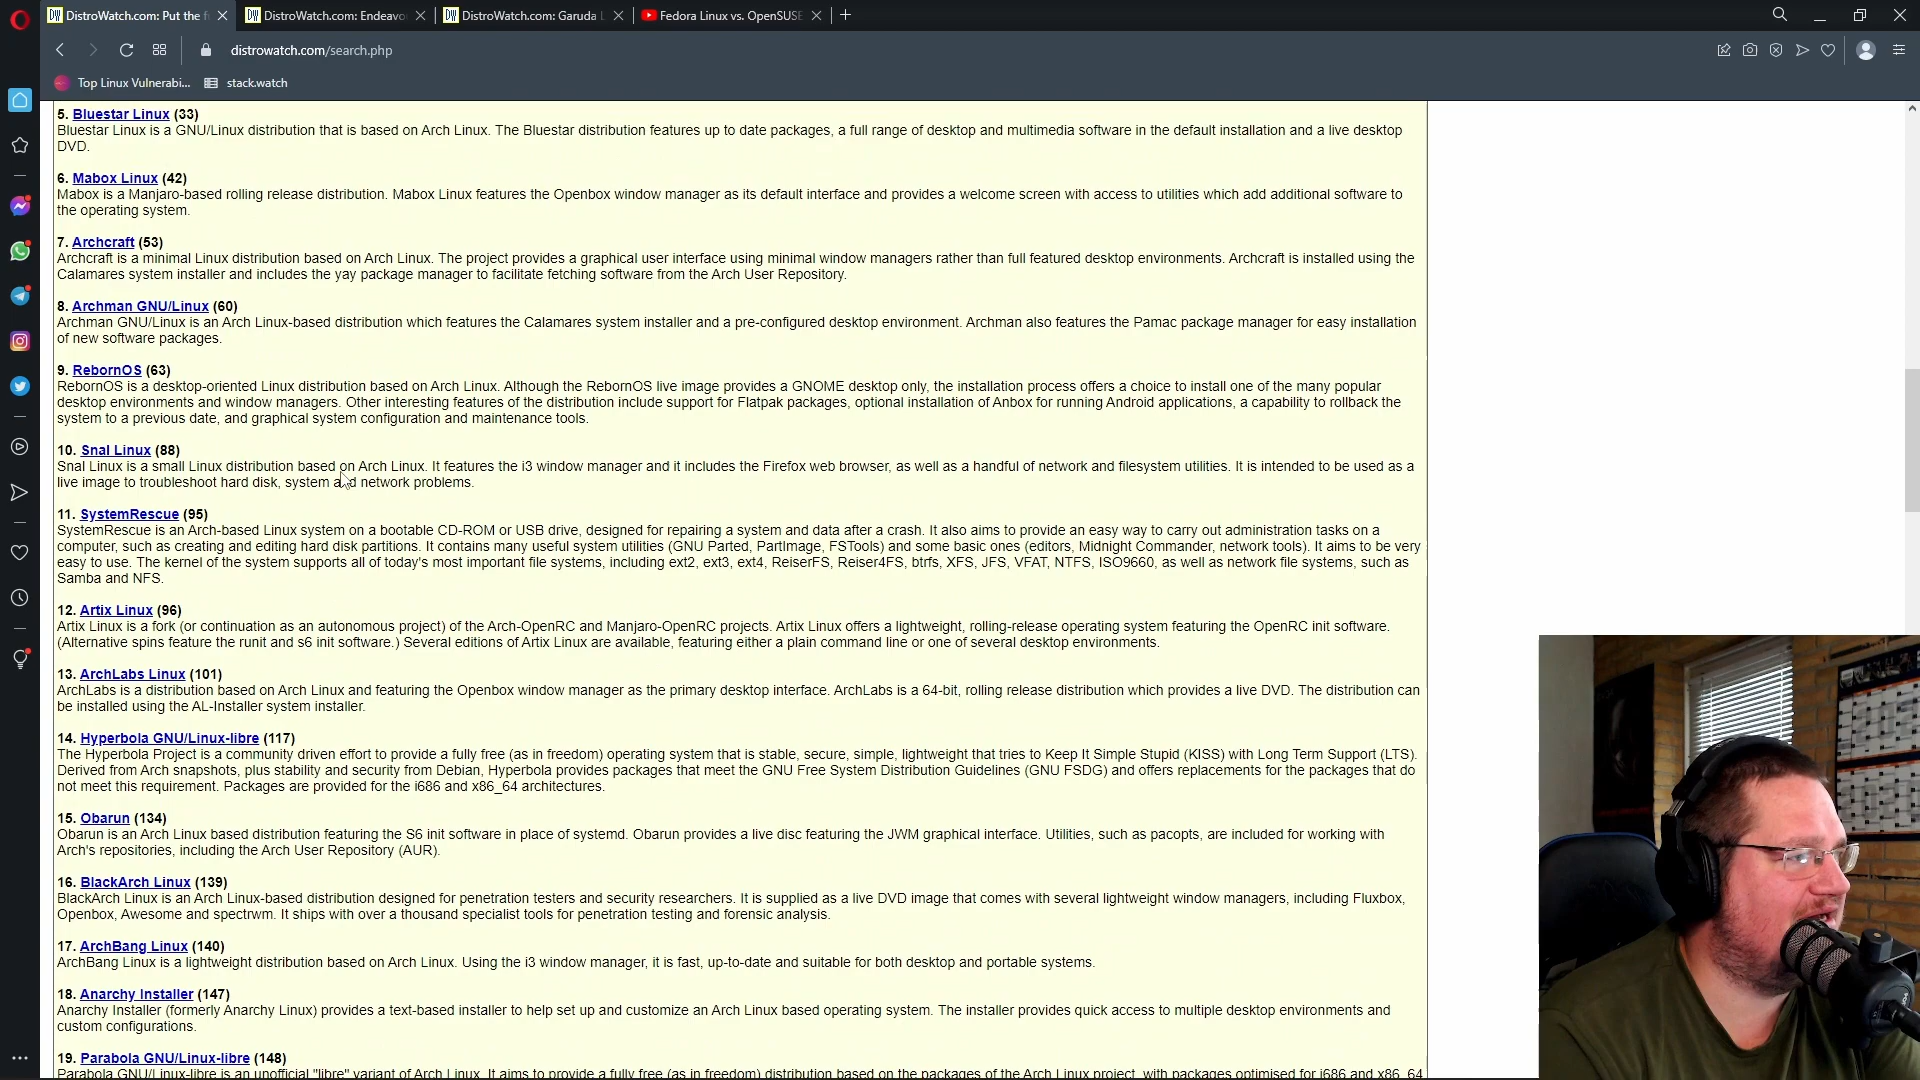 DistroWatch.com: Put the f
DistroWatch.com: Endeavo
DistroWatch.com: Garuda L
Fedora Linux vs. OpenSUSE
distrowatch.com/search.php
Top Linux Vulnerabi...
stack.watch
5. Bluestar Linux (33)
Bluestar Linux is a GNU/Linux distribution that is based on Arch Linux. The Bluestar distribution features up to date packages, a full range of desktop and multimedia software in the default installation and a live desktop
DVD.
6. Mabox Linux (42)
Mabox is a Manjaro-based rolling release distribution. Mabox Linux features the Openbox window manager as its default interface and provides a welcome screen with access to utilities which add additional software to
the operating system.
7. Archcraft (53)
Archcraft is a minimal Linux distribution based on Arch Linux. The project provides a graphical user interface using minimal window managers rather than full featured desktop environments. Archcraft is installed using the
Calamares system installer and includes the yay package manager to facilitate fetching software from the Arch User Repository.
8. Archman GNU/Linux (60)
Archman GNU/Linux is an Arch Linux-based distribution which features the Calamares system installer and a pre-configured desktop environment. Archman also features the Pamac package manager for easy installation
of new software packages.
9. RebornOS (63)
RebornOS is a desktop-oriented Linux distribution based on Arch Linux. Although the RebornOS live image provides a GNOME desktop only, the installation process offers a choice to install one of the many popular
desktop environments and window managers. Other interesting features of the distribution include support for Flatpak packages, optional installation of Anbox for running Android applications, a capability to rollback the
system to a previous date, and graphical system configuration and maintenance tools.
10. Snal Linux (88)
Snal Linux is a small Linux distribution based on Arch Linux. It features the i3 window manager and it includes the Firefox web browser, as well as a handful of network and filesystem utilities. It is intended to be used as a
live image to troubleshoot hard disk, system and network problems.
11. SystemRescue (95)
SystemRescue is an Arch-based Linux system on a bootable CD-ROM or USB drive, designed for repairing a system and data after a crash. It also aims to provide an easy way to carry out administration tasks on a
computer, such as creating and editing hard disk partitions. It contains many useful system utilities (GNU Parted, PartImage, FSTools) and some basic ones (editors, Midnight Commander, network tools). It aims to be very
easy to use. The kernel of the system supports all of today's most important file systems, including ext2, ext3, ext4, ReiserFS, Reiser4FS, btrfs, XFS, JFS, VFAT, NTFS, ISO9660, as well as network file systems, such as
Samba and NFS.
12. Artix Linux (96)
Artix Linux is a fork (or continuation as an autonomous project) of the Arch-OpenRC and Manjaro-OpenRC projects. Artix Linux offers a lightweight, rolling-release operating system featuring the OpenRC init software.
(Alternative spins feature the runit and s6 init software.) Several editions of Artix Linux are available, featuring either a plain command line or one of several desktop environments.
13. ArchLabs Linux (101)
ArchLabs is a distribution based on Arch Linux and featuring the Openbox window manager as the primary desktop interface. ArchLabs is a 64-bit, rolling release distribution which provides a live DVD. The distribution can
be installed using the AL-Installer system installer.
14. Hyperbola GNU/Linux-libre (117)
The Hyperbola Project is a community driven effort to provide a fully free (as in freedom) operating system that is stable, secure, simple, lightweight that tries to Keep It Simple Stupid (KISS) with Long Term Support (LTS).
Derived from Arch snapshots, plus stability and security from Debian, Hyperbola provides packages that meet the GNU Free System Distribution Guidelines (GNU FSDG) and offers replacements for the packages that do
not meet this requirement. Packages are provided for the i686 and x86_64 architectures.
15. Obarun (134)
Obarun is an Arch Linux based distribution featuring the S6 init software in place of systemd. Obarun provides a live disc featuring the JWM graphical interface. Utilities, such as pacopts, are included for working with
Arch's repositories, including the Arch User Repository (AUR).
16. BlackArch Linux (139)
BlackArch Linux is an Arch Linux-based distribution designed for penetration testers and security researchers. It is supplied as a live DVD image that comes with several lightweight window managers, including Fluxbox,
Openbox, Awesome and spectrwm. It ships with over a thousand specialist tools for penetration testing and forensic analysis.
17. ArchBang Linux (140)
ArchBang Linux is a lightweight distribution based on Arch Linux. Using the i3 window manager, it is fast, up-to-date and suitable for both desktop and portable systems.
18. Anarchy Installer (147)
Anarchy Installer (formerly Anarchy Linux) provides a text-based installer to help set up and customize an Arch Linux based operating system. The installer provides quick access to multiple desktop environments and
custom configurations.
19. Parabola GNU/Linux-libre (148)
Parabola GNU/Linux-libre is an unofficial "libre" variant of Arch Linux. It aims to provide a fully free (as in freedom) distribution based on the packages of the Arch Linux project, with packages optimised for i686 and x86_64